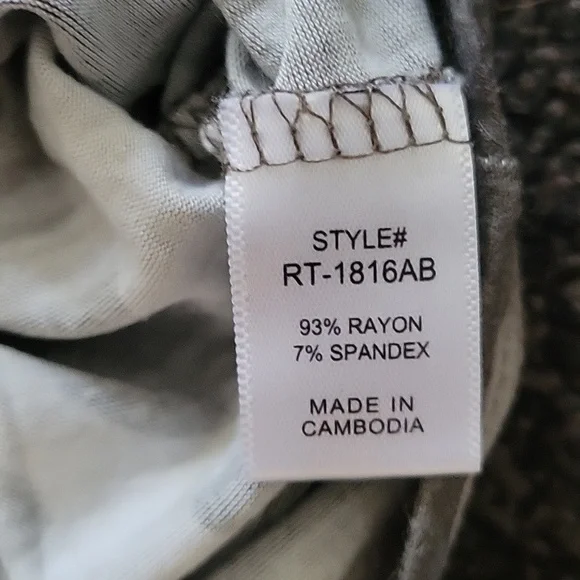 STYLE#
RT-1816AB
93% RAYON
7% SPANDEX
MADE IN
CAMBODIA